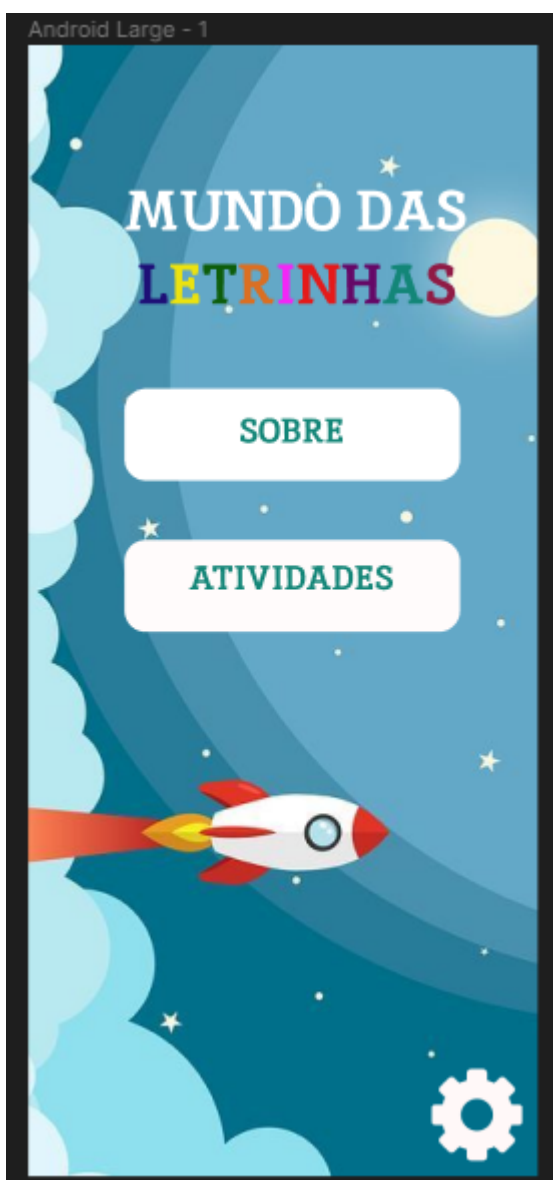 Android Large - 1
MUNDO DAS
LETRINHAS
SOBRE
ATIVIDADES